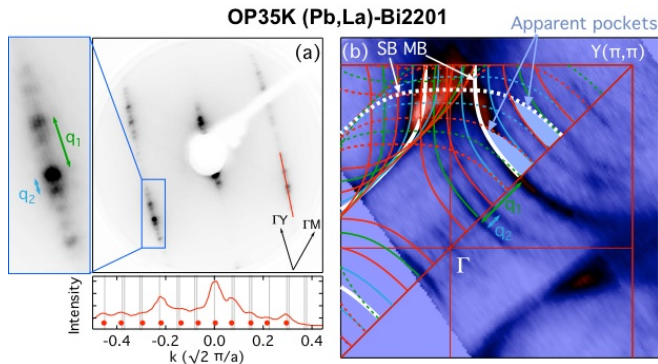 OP35K (Pb,La)-Bi2201
(a)
q1
q2
ΓY
ΓM
Intensity
-0.4 -0.2 0.0 0.2 0.4
k (√2 π/a)
(b)
Apparent pockets
SB MB
Y(π,π)
q1
q2
Γ